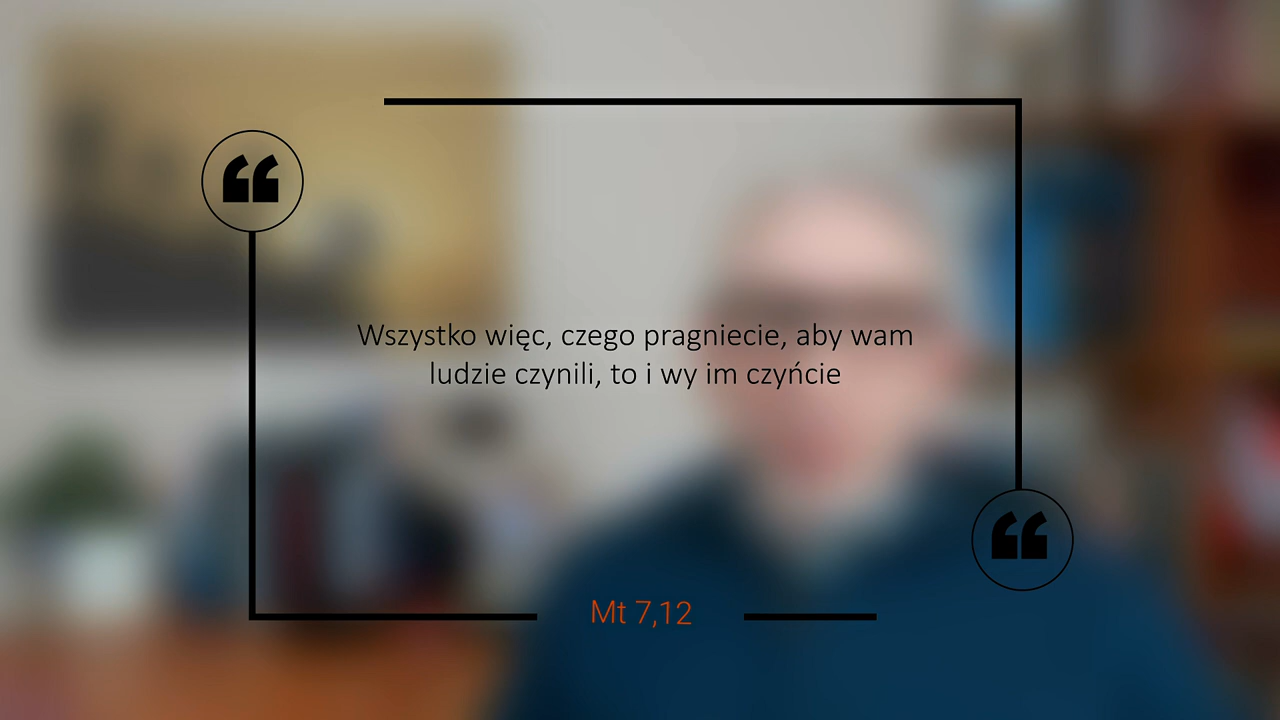 Wszystko więc, czego pragniecie, aby wam
ludzie czynili, to i wy im czyńcie
Mt 7,12